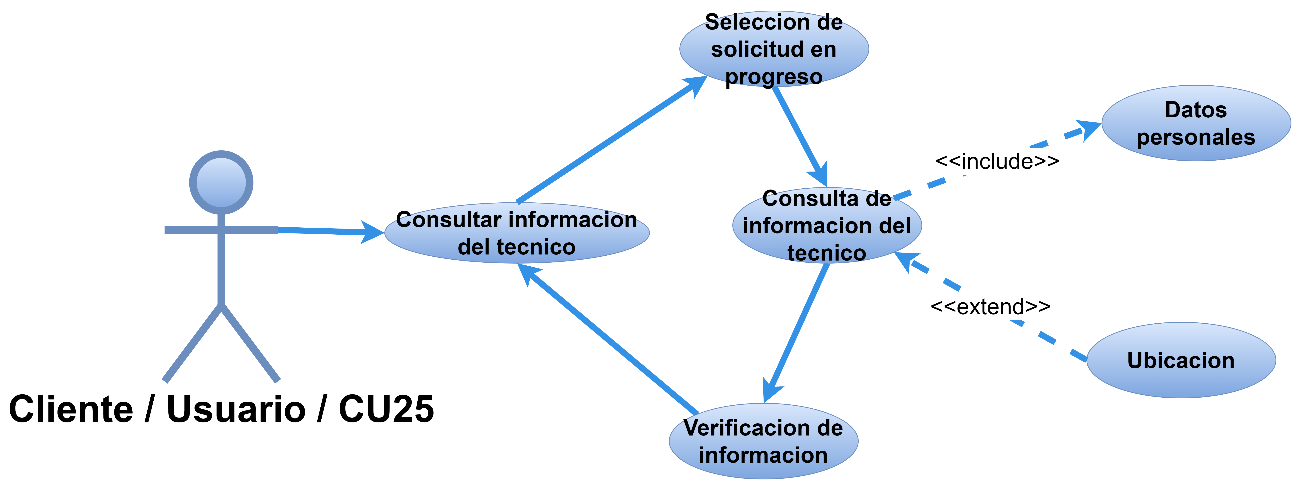 Seleccion de
solicitud en
progreso
Datos
personales
<<include>>
Consultar informacion
del tecnico
Consulta de
informacion del
tecnico
<<extend>>
Ubicacion
Cliente / Usuario / CU25
Verificacion de
informacion